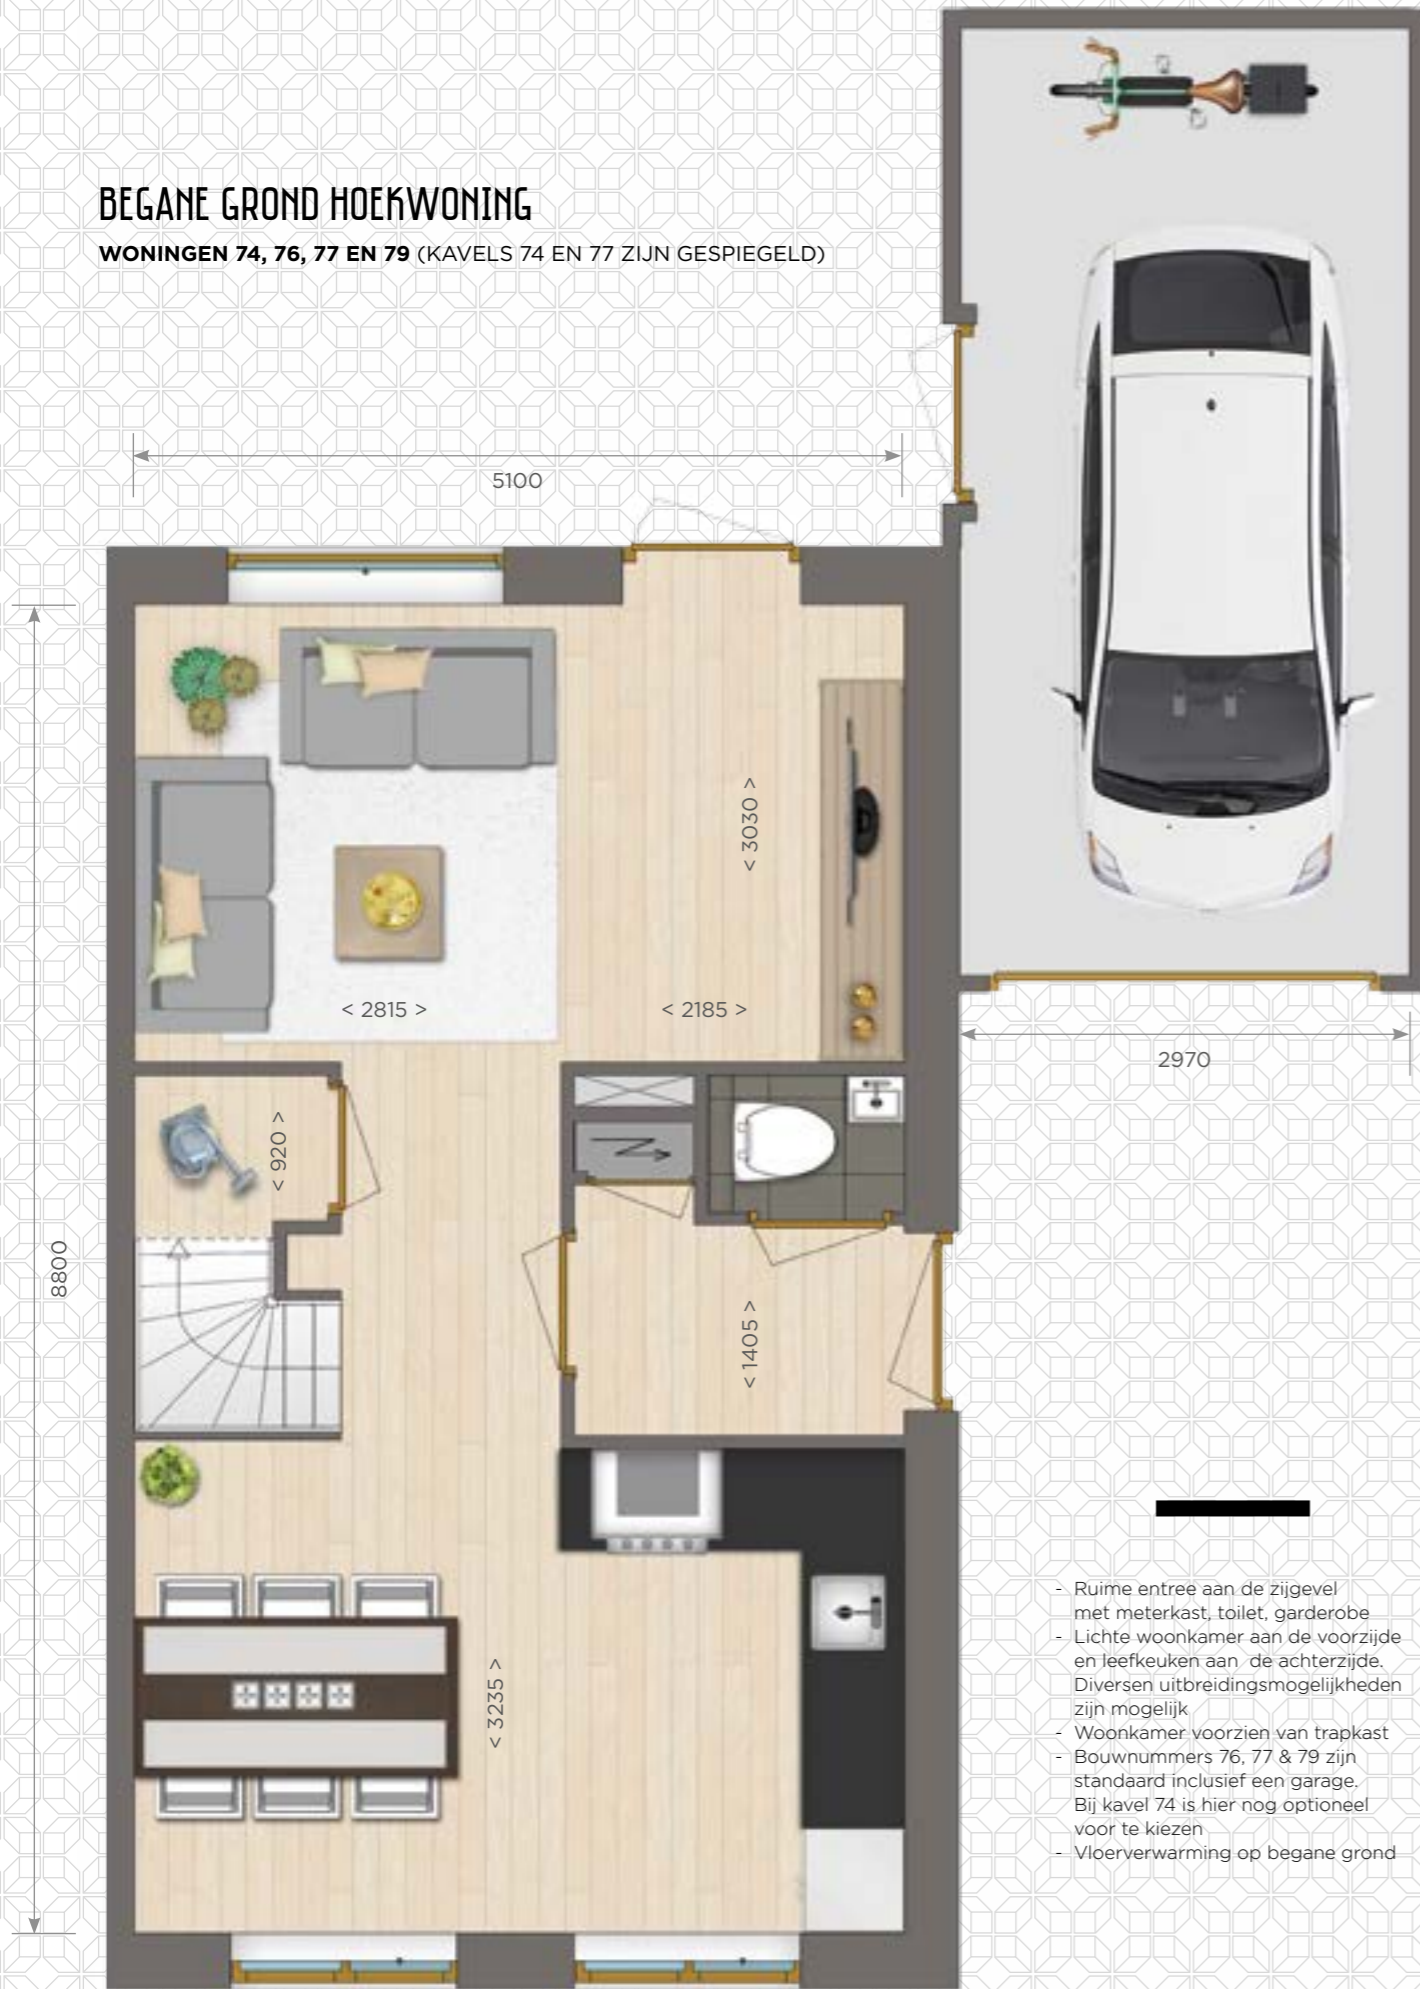 BEGANE GROND HOEKWONING
WONINGEN 74, 76, 77 EN 79 (KAVELS 74 EN 77 ZIJN GESPIEGELD)
5100
< 3030 >
< 2815 >
< 2185 >
2970
< 920 >
8800
< 1405 >
< 3235 >
- Ruime entree aan de zijgevel
met meterkast, toilet, garderobe
- Lichte woonkamer aan de voorzijde
en leefkeuken aan de achterzijde.
Diversen uitbreidingsmogelijkheden
zijn mogelijk
- Woonkamer voorzien van trapkast
- Bouwnummers 76, 77 & 79 zijn
standaard inclusief een garage.
Bij kavel 74 is hier nog optioneel
voor te kiezen
- Vloerverwarming op begane grond